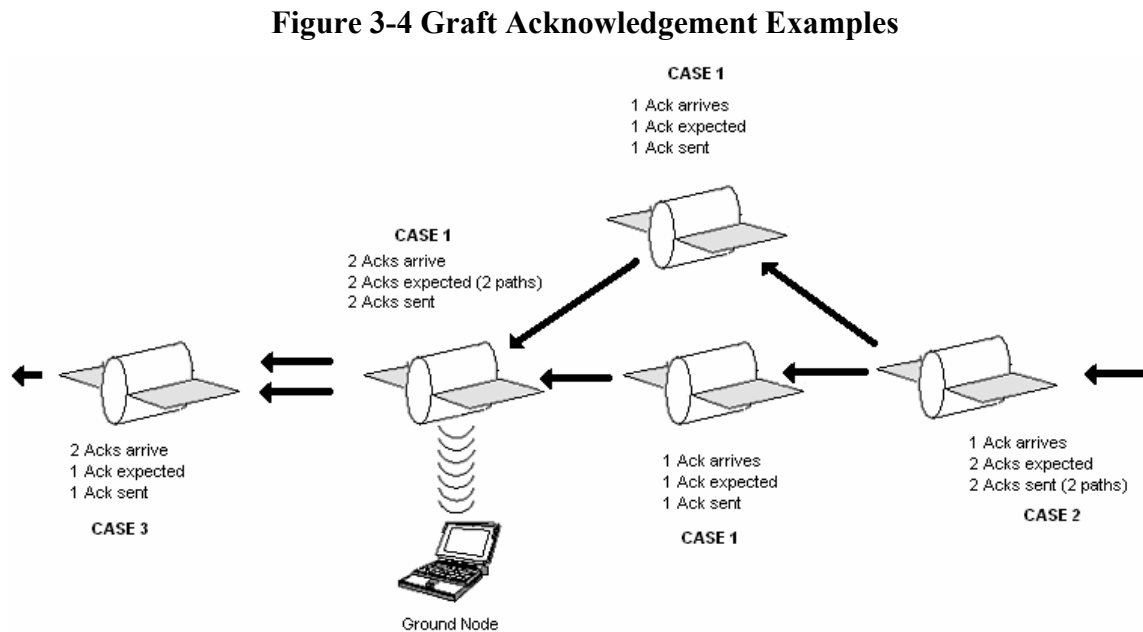 Figure 3-4 Graft Acknowledgement Examples
CASE 1
1 Ack arrives
1 Ack expected
1 Ack sent
CASE 1
2 Acks arrive
2 Acks expected (2 paths)
2 Acks sent
2 Acks arrive
1 Ack expected
1 Ack sent
CASE 3
1 Ack arrives
1 Ack expected
1 Ack sent
CASE 1
1 Ack arrives
2 Acks expected
2 Acks sent (2 paths)
CASE 2
Ground Node